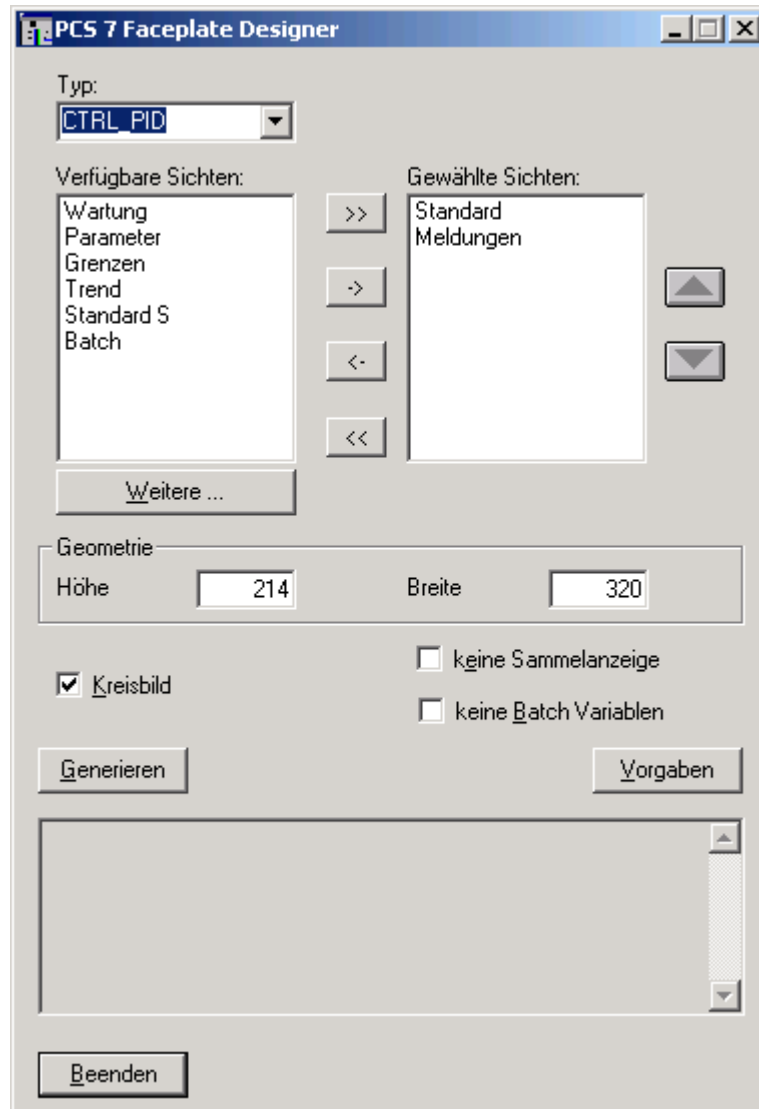 PCS 7 Faceplate Designer
Typ:
CTRL_PID
Verfügbare Sichten:
Gewählte Sichten:
Wartung
Parameter
Grenzen
Trend
Standard S
Batch
>>
->
<-
<<
Standard
Meldungen
Weitere ...
Geometrie
Höhe 214 Breite 320
Kreisbild
keine Sammelanzeige
keine Batch Variablen
Generieren
Vorgaben
Beenden